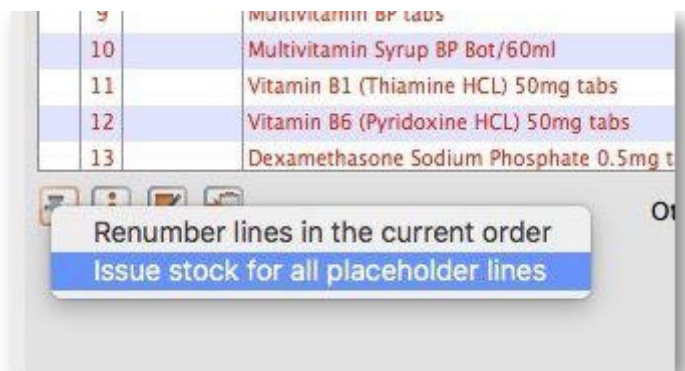 9 Multivitamin BP tabs
10 Multivitamin Syrup BP Bot/60ml
11 Vitamin B1 (Thiamine HCL) 50mg tabs
12 Vitamin B6 (Pyridoxine HCL) 50mg tabs
13 Dexamethasone Sodium Phosphate 0.5mg t
Ot
Renumber lines in the current order
Issue stock for all placeholder lines